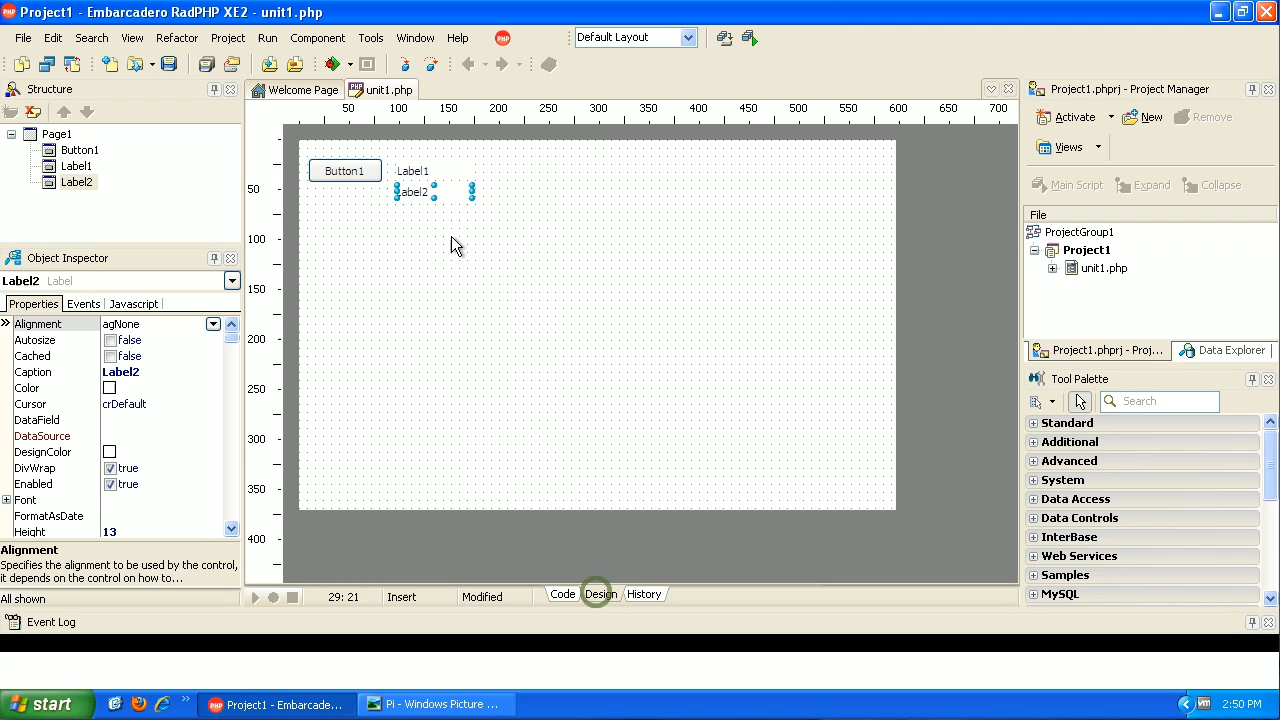 Project1 - Embarcadero RadPHP XE2 - unit1.php
File Edit Search View Refactor Project Run Component Tools Window Help
Default Layout
Structure
Page1
Button1
Label1
Label2
Object Inspector
Label2 Label
Properties Events Javascript
Alignment agNone
Autosize false
Cached false
Caption Label2
Color
Cursor crDefault
DataField
DataSource
DesignColor
DivWrap true
Enabled true
Font
FormatAsDate
Height 13
Alignment
Specifies the alignment to be used by the control,
it depends on the control on how to...
All shown
Welcome Page unit1.php
50 100 150 200 250 300 350 400 450 500 550 600 650 700
50
100
150
200
250
300
350
400
Button1 Label1
Label2
29: 21 Insert Modified Code Design History
Project1.phprj - Project Manager
Activate New Remove
Views
Main Script Expand Collapse
File
ProjectGroup1
Project1
unit1.php
Project1.phprj - Proj... Data Explorer
Tool Palette
Search
Standard
Additional
Advanced
System
Data Access
Data Controls
InterBase
Web Services
Samples
MySQL
Event Log
start Project1 - Embarcade... Pi - Windows Picture ... 2:50 PM